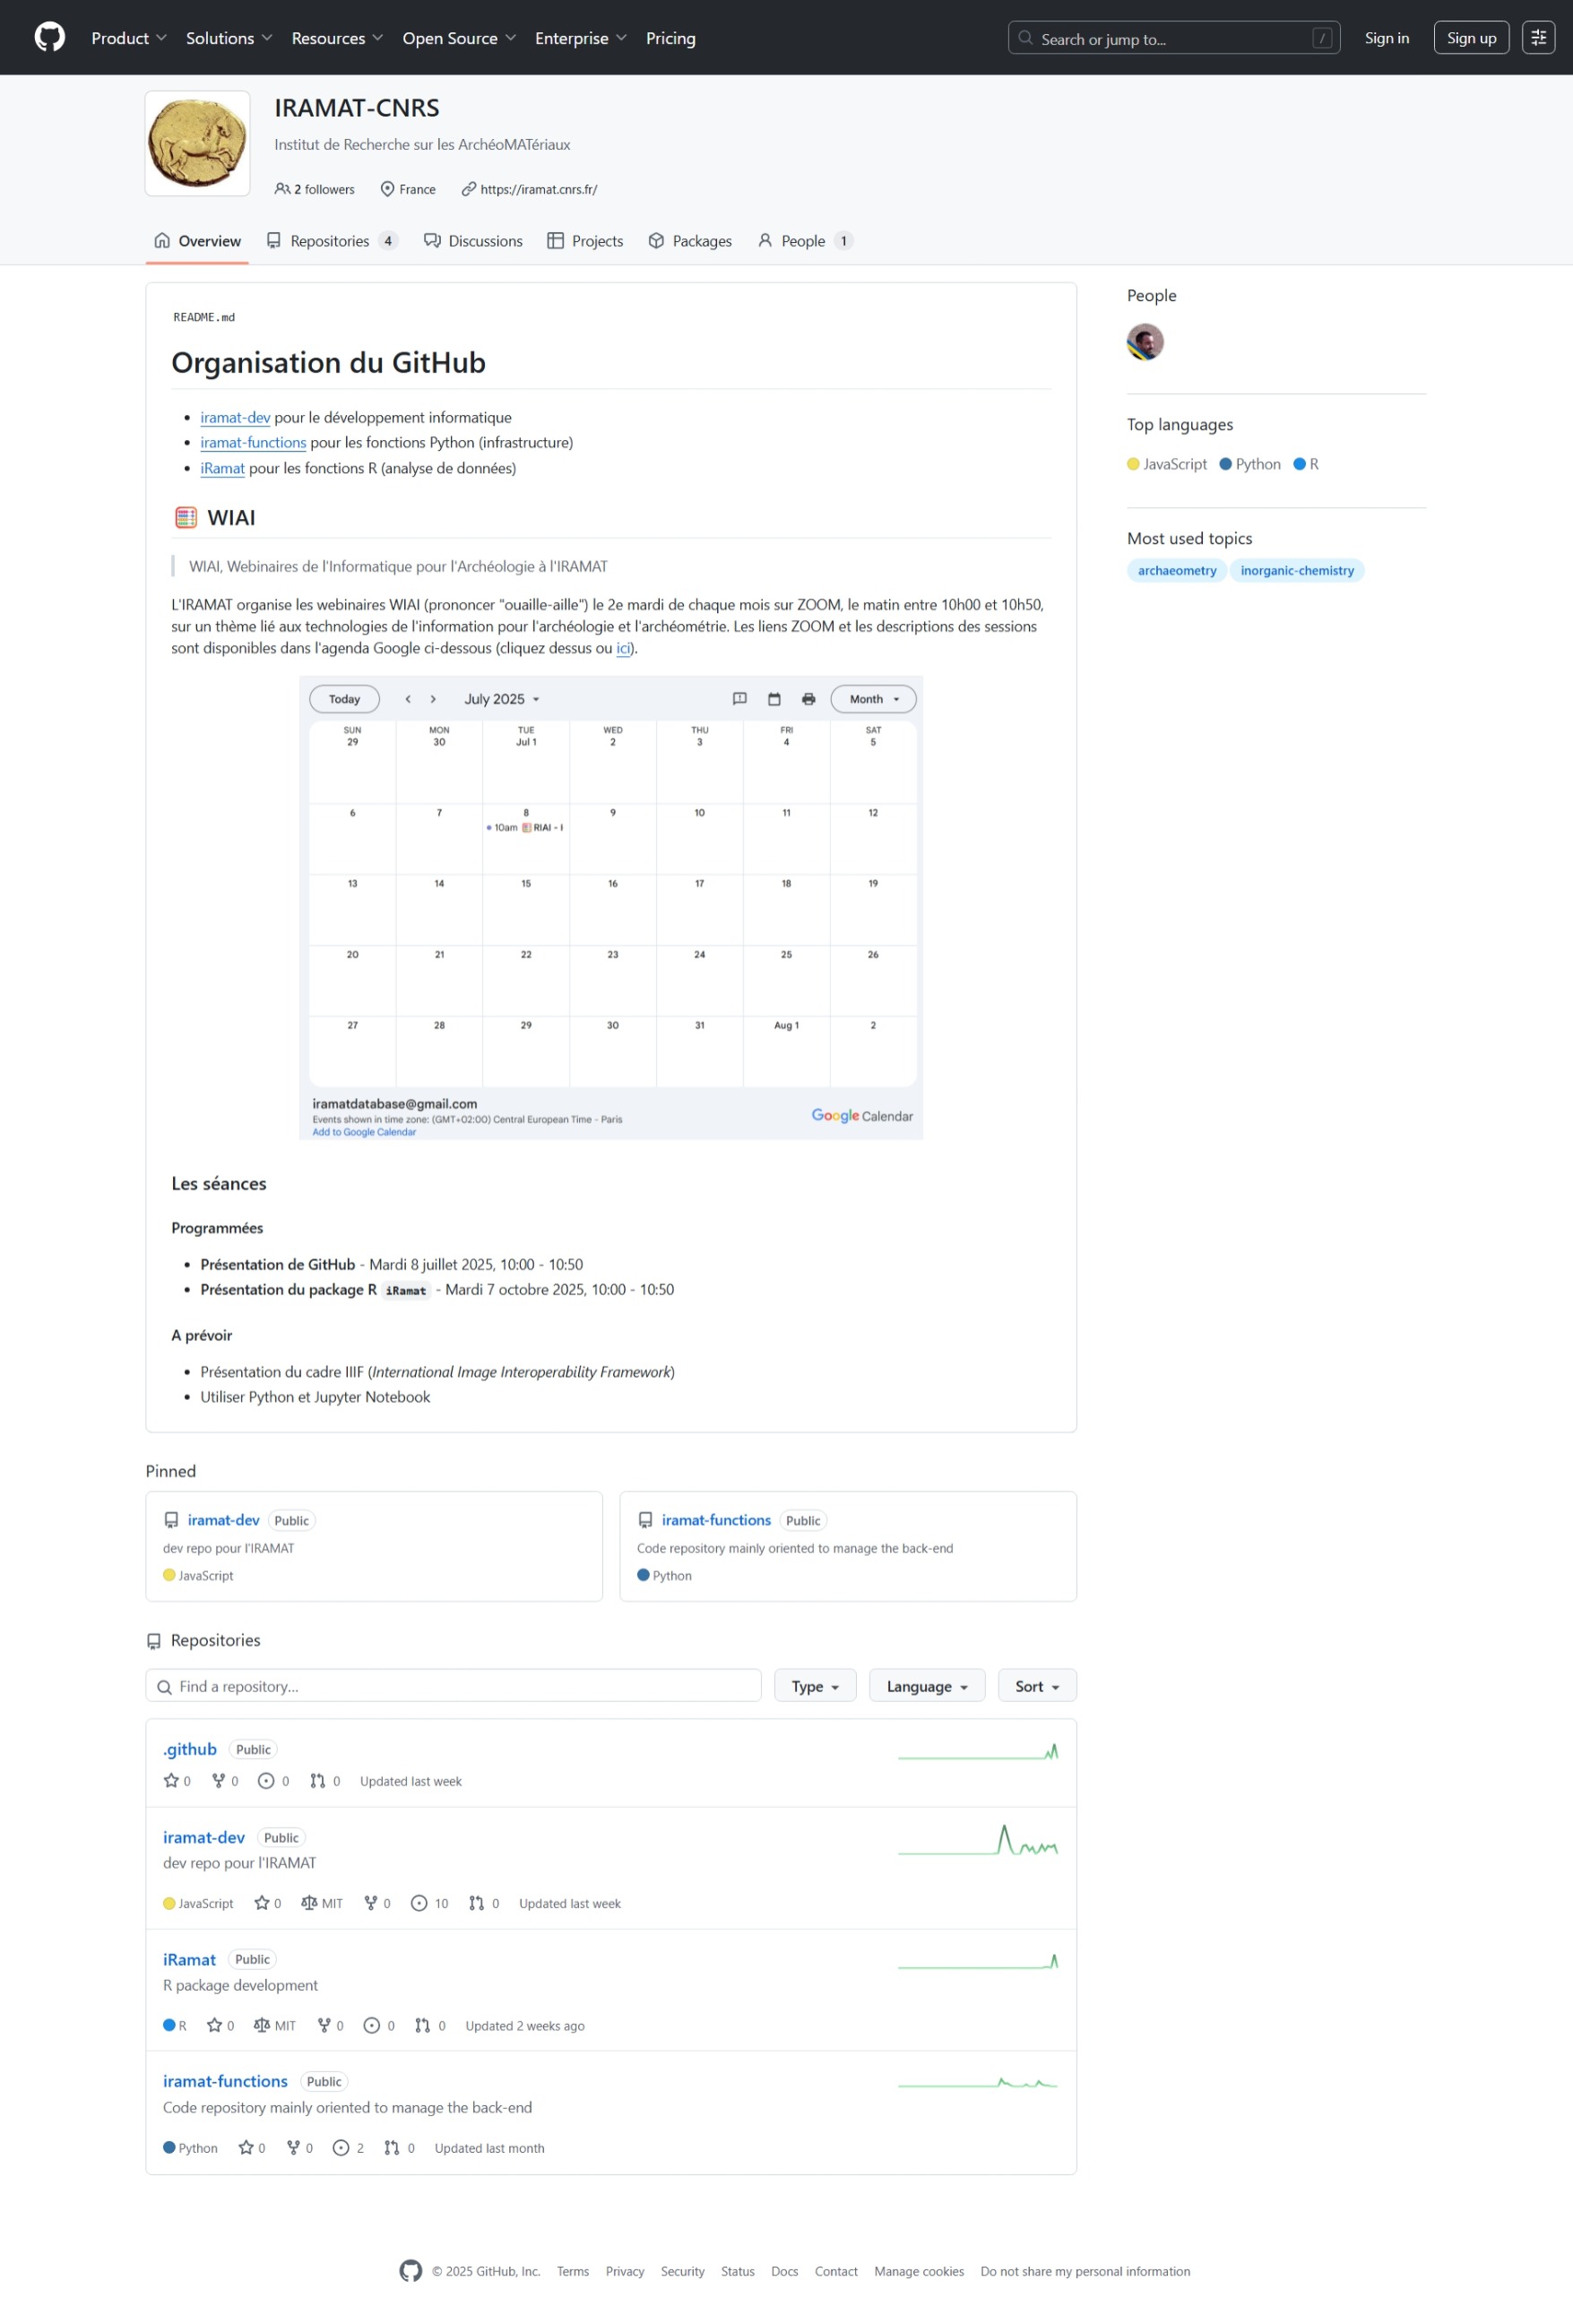 Product Solutions Resources Open Source Enterprise Pricing Search or jump to... / Sign in Sign up
IRAMAT-CNRS
Institut de Recherche sur les ArchéoMATériaux
2 followers France https://iramat.cnrs.fr/
Overview Repositories 4 Discussions Projects Packages People 1
README.md
Organisation du GitHub
iramat-dev pour le développement informatique
iramat-functions pour les fonctions Python (infrastructure)
iRamat pour les fonctions R (analyse de données)
WIAI
WIAI, Webinaires de l'Informatique pour l'Archéologie à l'IRAMAT
L'IRAMAT organise les webinaires WIAI (prononcer "ouaille-aille") le 2e mardi de chaque mois sur ZOOM, le matin entre 10h00 et 10h50,
sur un thème lié aux technologies de l'information pour l'archéologie et l'archéométrie. Les liens ZOOM et les descriptions des sessions
sont disponibles dans l'agenda Google ci-dessous (cliquez dessus ou ici).
Today July 2025 Month
SUN MON TUE WED THU FRI SAT
29 30 Jul 1 2 3 4 5
6 7 8 9 10 11 12
10am RIAI - I
13 14 15 16 17 18 19
20 21 22 23 24 25 26
27 28 29 30 31 Aug 1 2
iramatdatabase@gmail.com
Events shown in time zone: (GMT+02:00) Central European Time - Paris
Add to Google Calendar
Google Calendar
Les séances
Programmées
Présentation de GitHub - Mardi 8 juillet 2025, 10:00 - 10:50
Présentation du package R iRamat - Mardi 7 octobre 2025, 10:00 - 10:50
A prévoir
Présentation du cadre IIIF (International Image Interoperability Framework)
Utiliser Python et Jupyter Notebook
People
Top languages
JavaScript Python R
Most used topics
archaeometry inorganic-chemistry
Pinned
iramat-dev Public
dev repo pour l'IRAMAT
JavaScript
iramat-functions Public
Code repository mainly oriented to manage the back-end
Python
Repositories
Find a repository... Type Language Sort
.github Public
0 0 0 0 Updated last week
iramat-dev Public
dev repo pour l'IRAMAT
JavaScript 0 MIT 0 10 0 Updated last week
iRamat Public
R package development
R 0 MIT 0 0 0 Updated 2 weeks ago
iramat-functions Public
Code repository mainly oriented to manage the back-end
Python 0 0 2 0 Updated last month
© 2025 GitHub, Inc. Terms Privacy Security Status Docs Contact Manage cookies Do not share my personal information